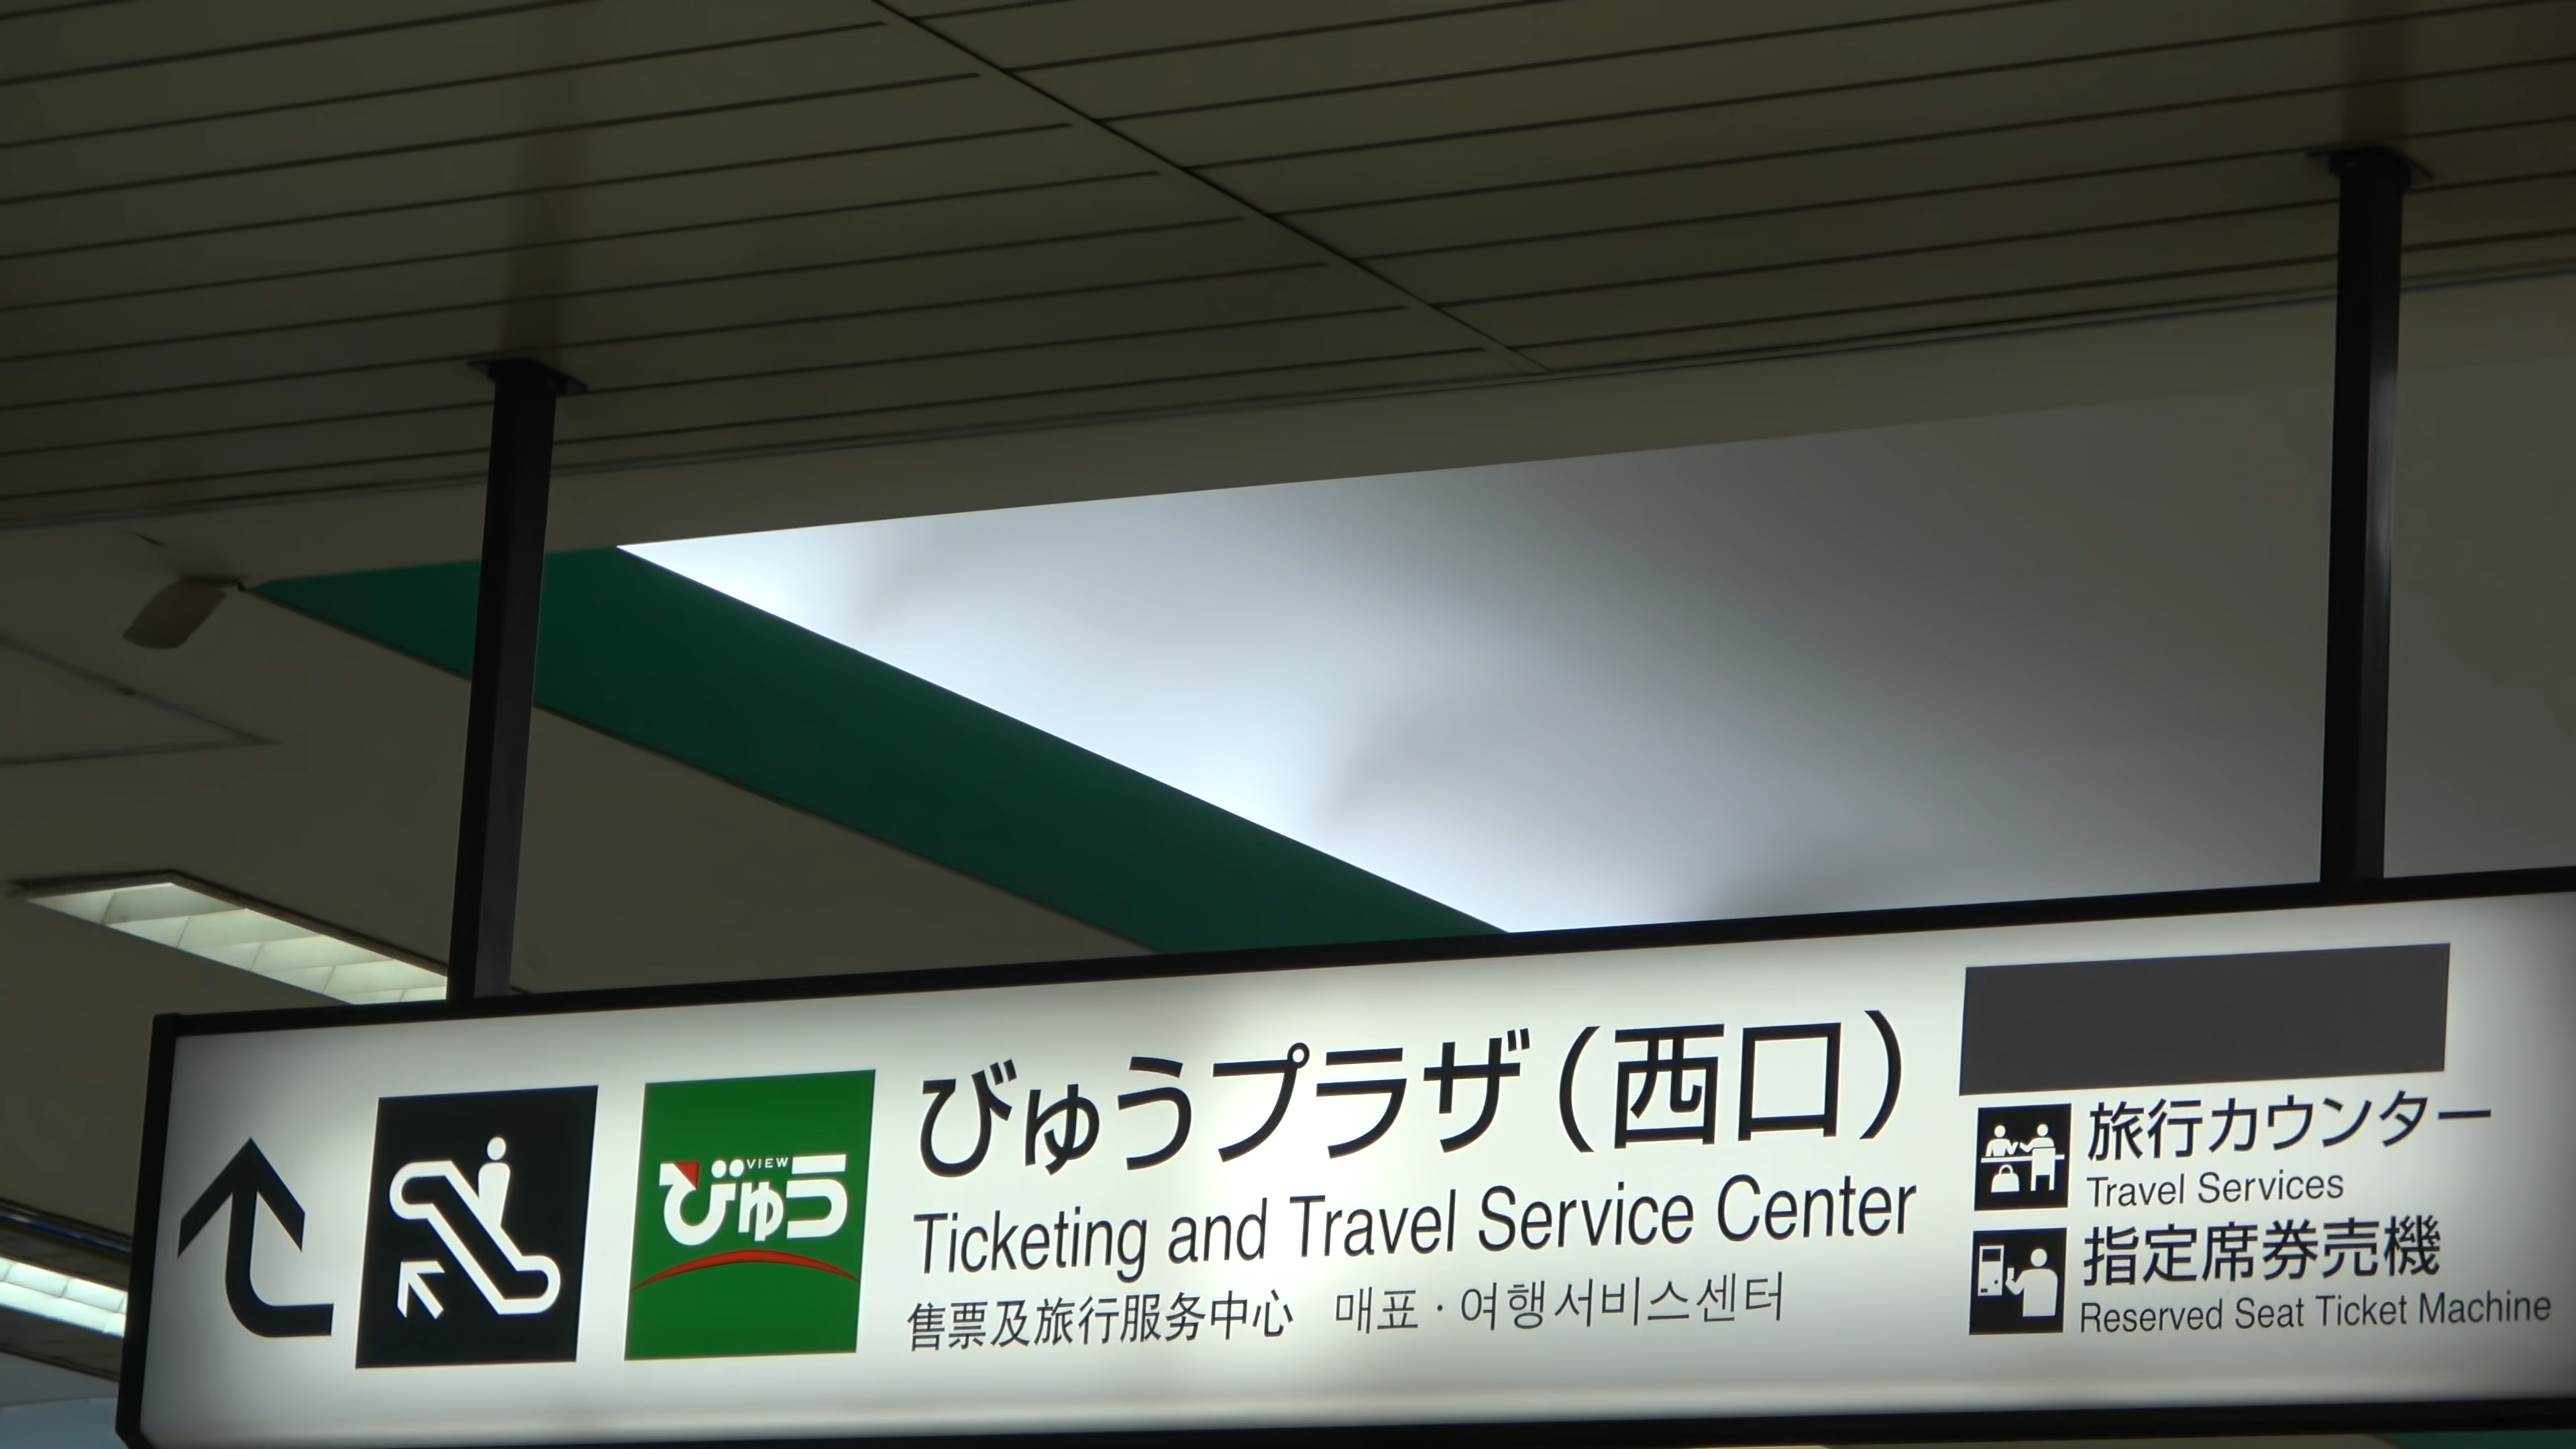 VIEW
びゅう
びゅうプラザ(西口)
Ticketing and Travel Service Center
售票及旅行服务中心 매표·여행서비스센터
旅行カウンター
Travel Services
指定席券売機
Reserved Seat Ticket Machine